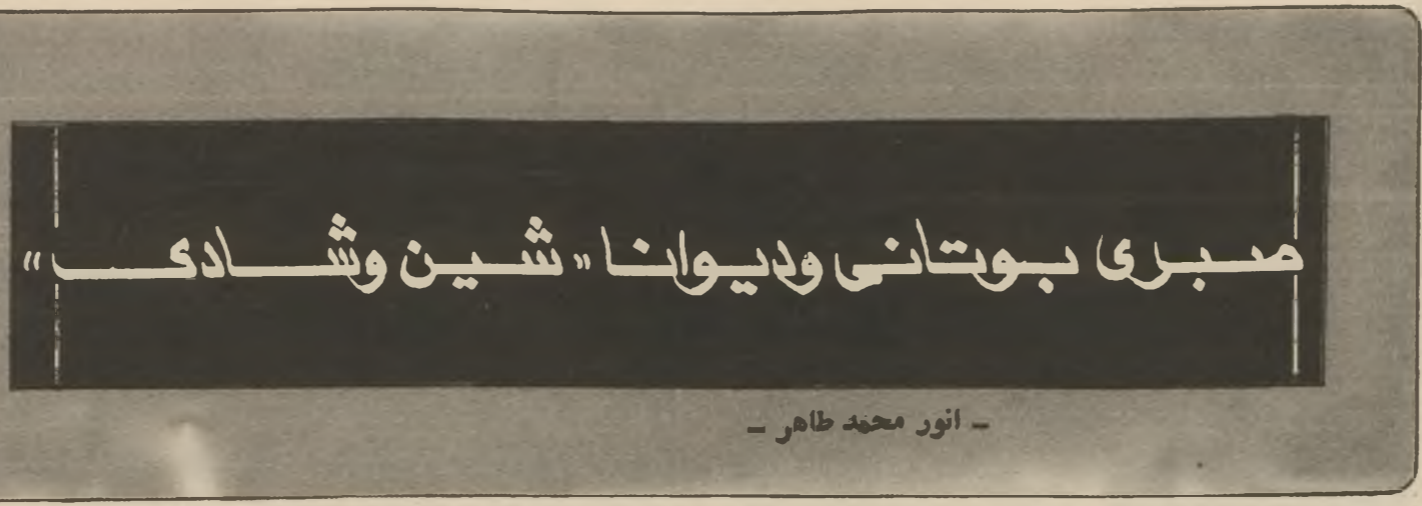 صبری بوتانی ودیوانا « شین وشادی »
– انور محمد طاهر –